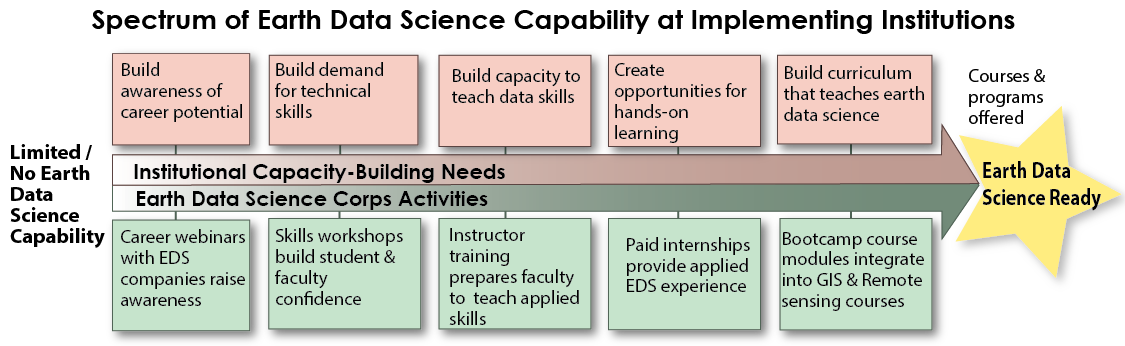 Spectrum of Earth Data Science Capability at Implementing Institutions
Build
awareness of
career potential
Build demand
for technical
skills
Build capacity to
teach data skills
Create
opportunities for
hands-on
learning
Build curriculum
that teaches earth
data science
Courses &
programs
offered
Limited /
No Earth
Data
Science
Capability
Institutional Capacity-Building Needs
Earth Data Science Corps Activities
Earth Data
Science Ready
Career webinars
with EDS
companies raise
awareness
Skills workshops
build student &
faculty
confidence
Instructor
training
prepares faculty
to teach applied
skills
Paid internships
provide applied
EDS experience
Bootcamp course
modules integrate
into GIS & Remote
sensing courses